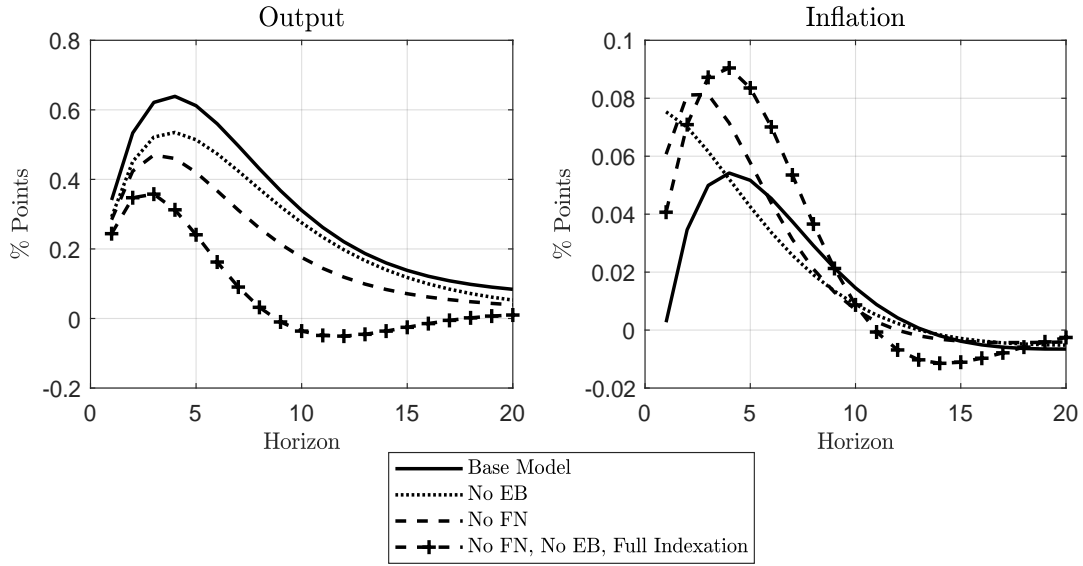 Output
0.8
0.6
0.4
0.2
0
-0.2
% Points
0 5 10 15 20
Horizon
Inflation
0.1
0.08
0.06
0.04
0.02
0
-0.02
% Points
0 5 10 15 20
Horizon
Base Model
No EB
No FN
No FN, No EB, Full Indexation